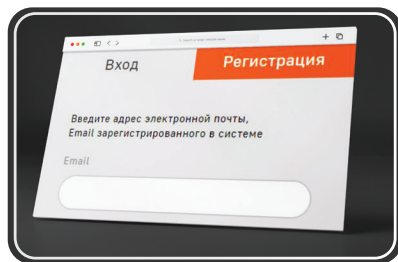 Вход
Регистрация
Введите адрес электронной почты,
Email зарегистрированного в системе
Email